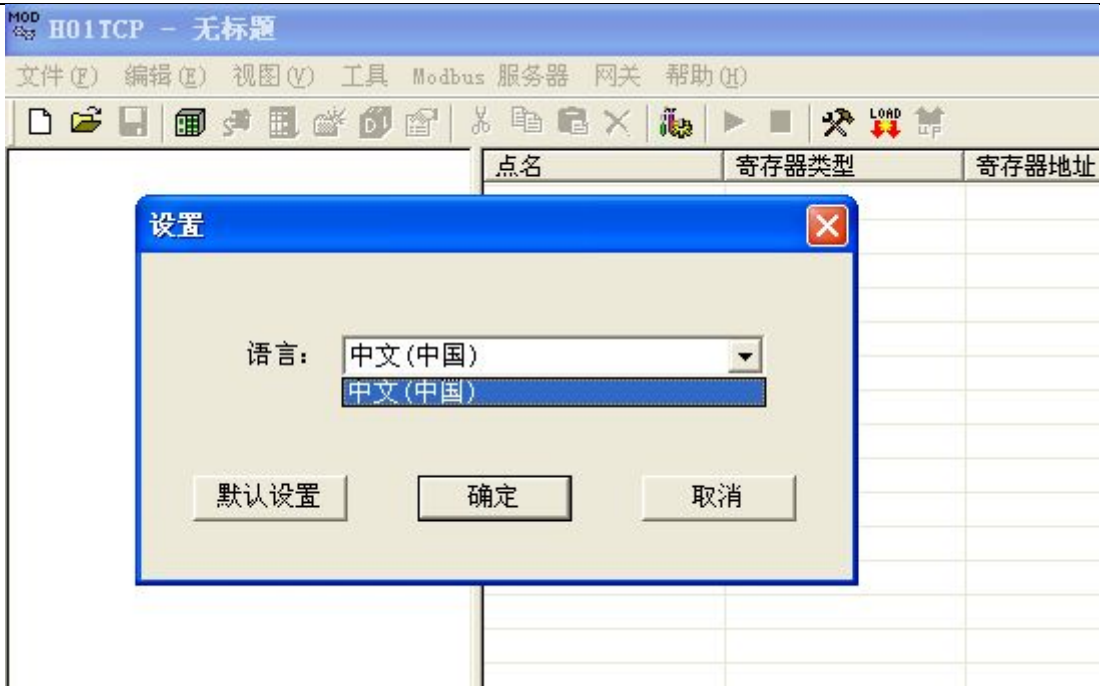 MOD
H01TCP - 无标题
文件(F) 编辑(E) 视图(V) 工具 Modbus 服务器 网关 帮助(H)
LOAD
点名 寄存器类型 寄存器地址
设置
语言： 中文(中国)
中文(中国)
默认设置 确定 取消